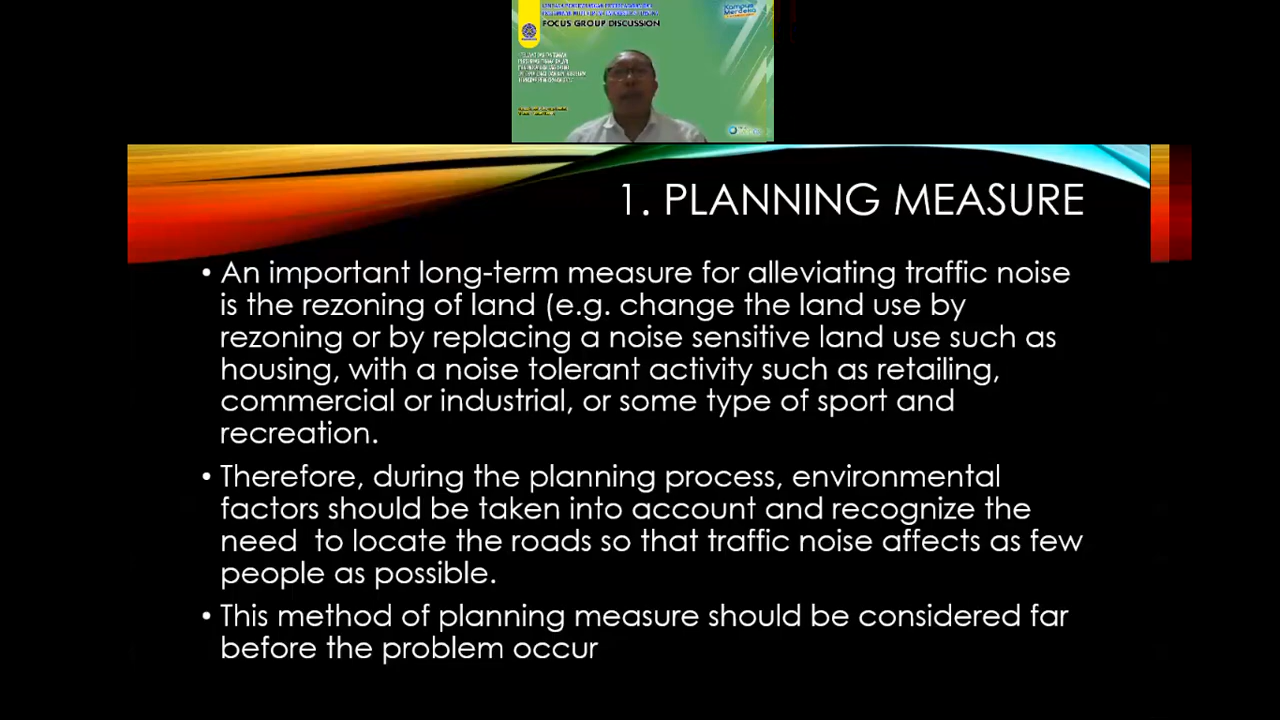 FOCUS GROUP DISCUSSION
Kampus
Merdeka
1. PLANNING MEASURE
• An important long-term measure for alleviating traffic noise
is the rezoning of land (e.g. change the land use by
rezoning or by replacing a noise sensitive land use such as
housing, with a noise tolerant activity such as retailing,
commercial or industrial, or some type of sport and
recreation.
• Therefore, during the planning process, environmental
factors should be taken into account and recognize the
need to locate the roads so that traffic noise affects as few
people as possible.
• This method of planning measure should be considered far
before the problem occur